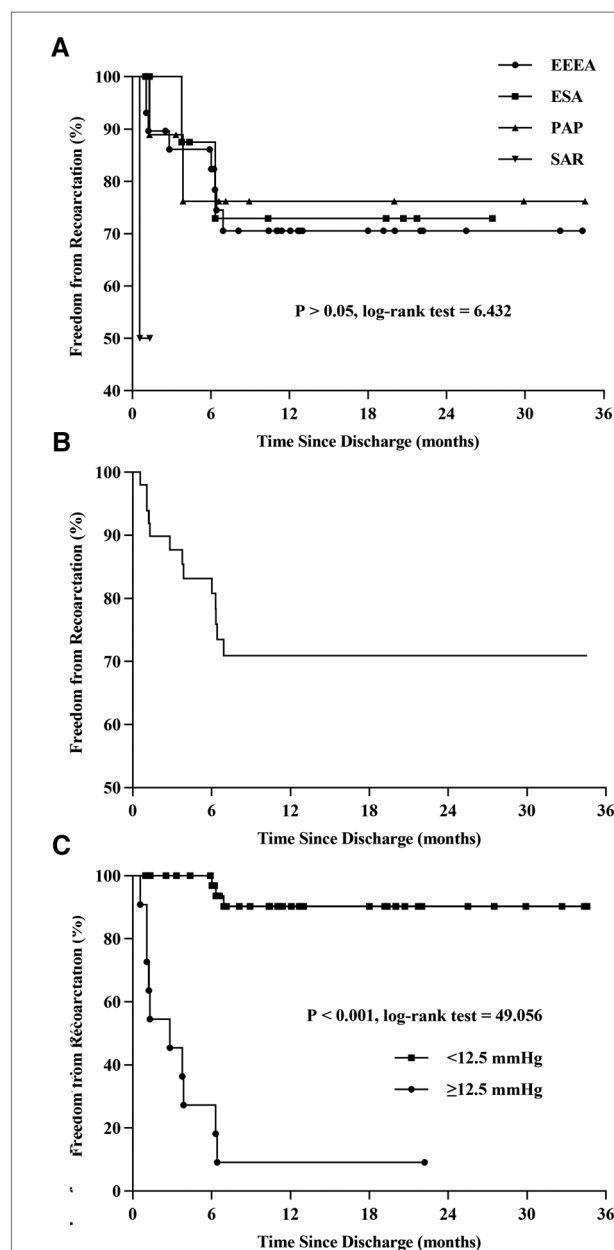 A
EEEA
ESA
PAP
SAR
Freedom from Recoarctation (%)
100
90
80
70
60
50
40
P > 0.05, log-rank test = 6.432
0 6 12 18 24 30 36
Time Since Discharge (months)
B
Freedom from Recoarctation (%)
100
90
80
70
60
50
0 6 12 18 24 30 36
Time Since Discharge (months)
C
Freedom from Recoarctation (%)
100
80
60
40
20
0
P < 0.001, log-rank test = 49.056
<12.5 mmHg
≥12.5 mmHg
0 6 12 18 24 30 36
Time Since Discharge (months)